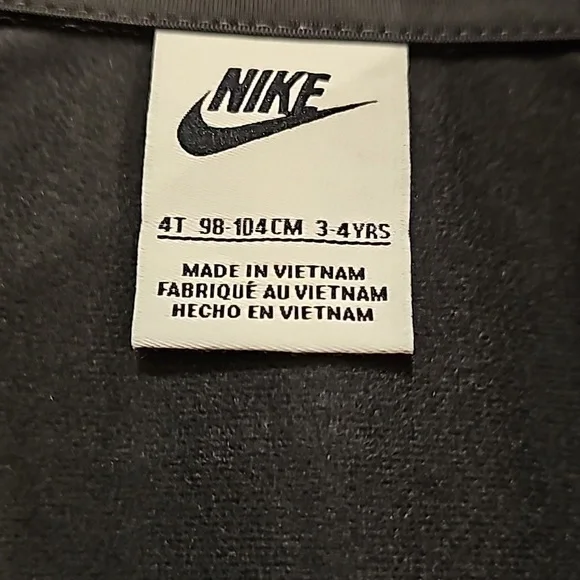 NIKE
4T 98-104CM 3-4YRS
MADE IN VIETNAM
FABRIQUÉ AU VIETNAM
HECHO EN VIETNAM